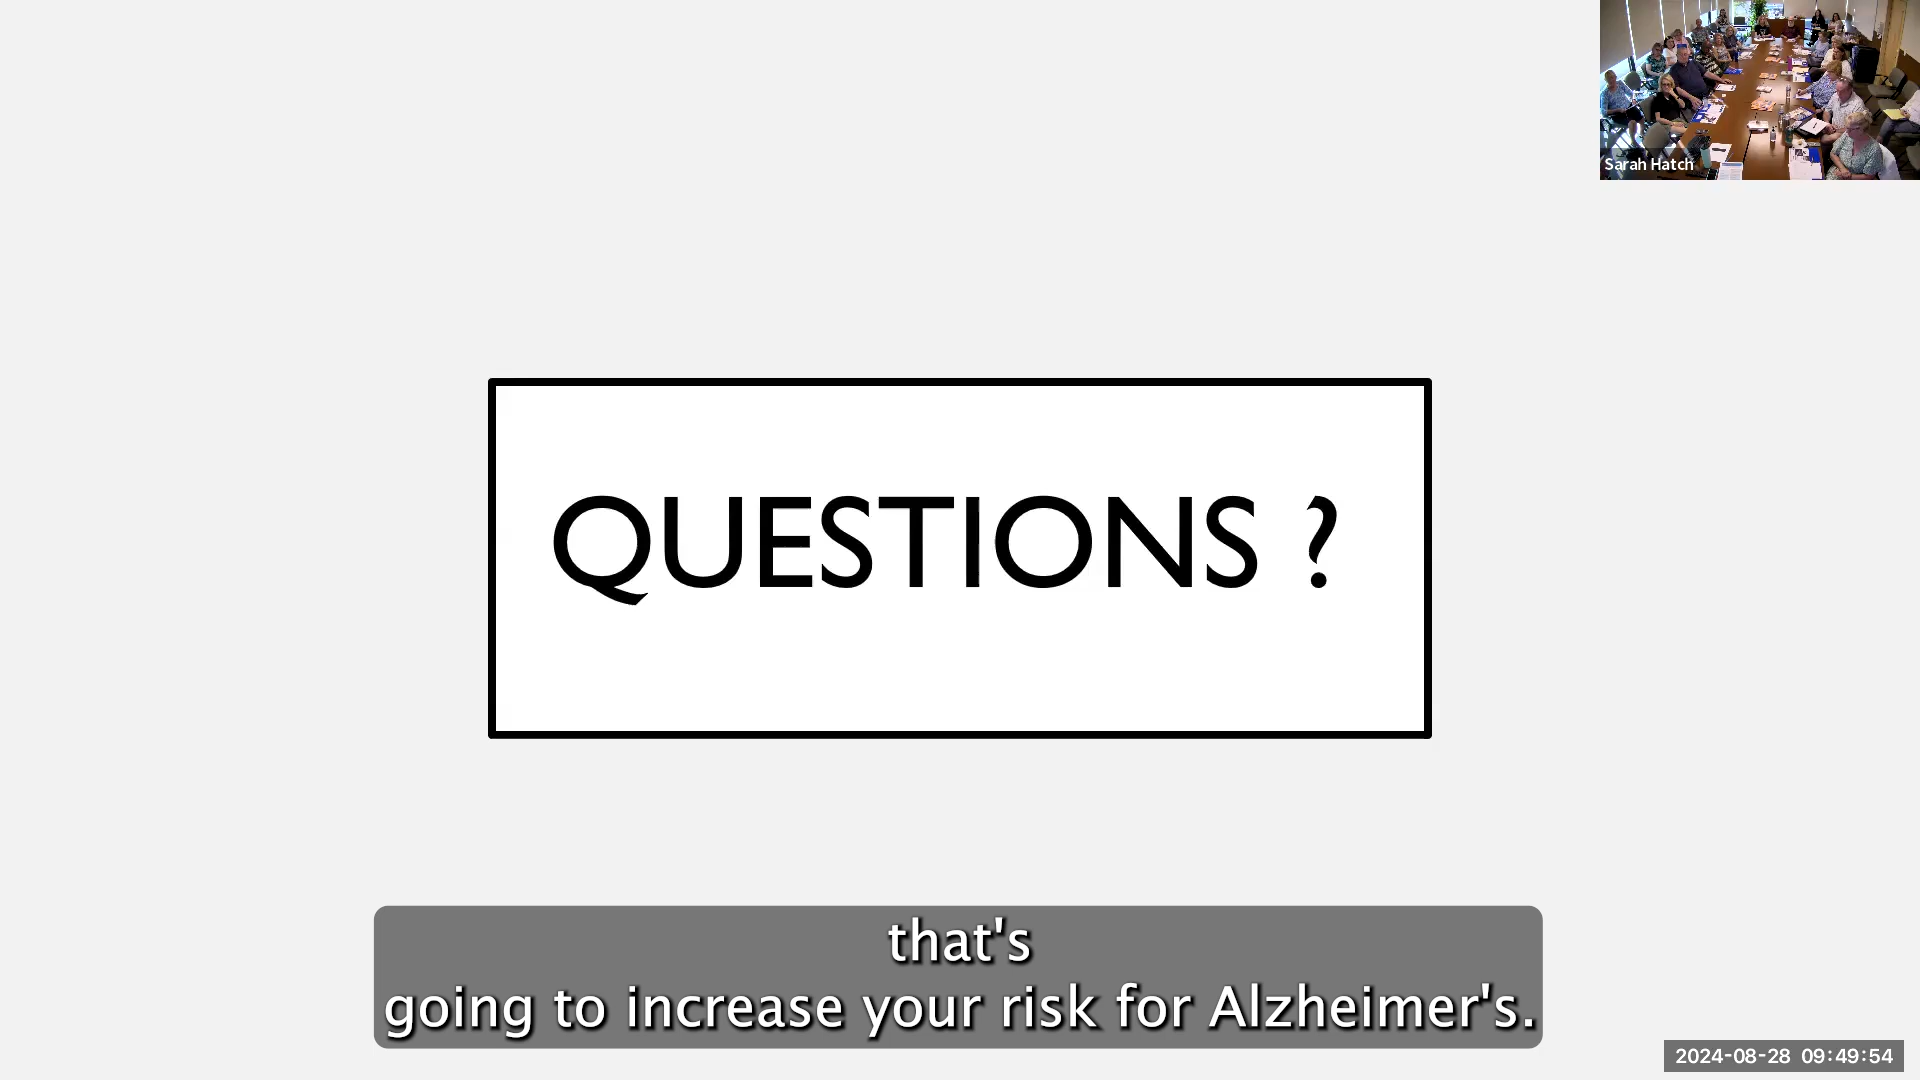 Sarah Hatch
QUESTIONS ?
that's
going to increase your risk for Alzheimer's.
2024-08-28 09:49:54